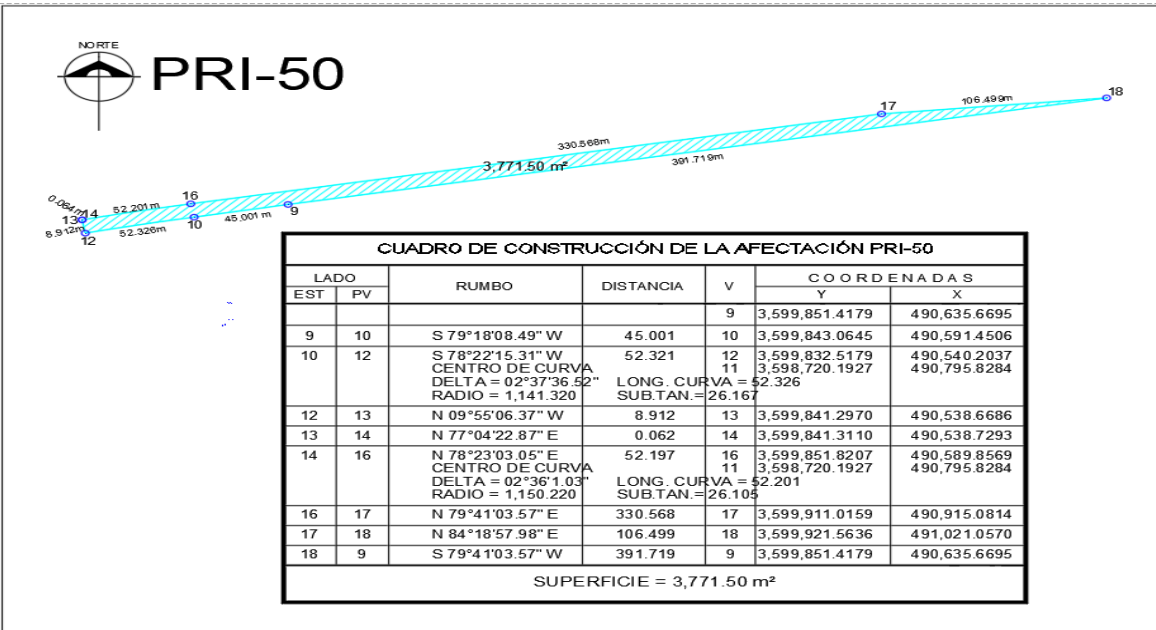 NORTE
PRI-50
18
106.499m
17
330.568m
391.719m
3,771.50 m²
16
52.201m
0.064m
14
13
9
45.001 m
10
8.912m
52.326m
12
CUADRO DE CONSTRUCCIÓN DE LA AFECTACIÓN PRI-50
LADO RUMBO DISTANCIA V COORDENADAS
EST PV Y X
9 3,599,851.4179 490,635.6695
9 10 S 79°18'08.49" W 45.001 10 3,599,843.0645 490,591.4506
10 12 S 78°22'15.31" W 52.321 12 3,599,832.5179 490,540.2037
CENTRO DE CURVA 11 3,598,720.1927 490,795.8284
DELTA = 02°37'36.52" LONG. CURVA = 52.326
RADIO = 1,141.320 SUB.TAN.= 26.167
12 13 N 09°55'06.37" W 8.912 13 3,599,841.2970 490,538.6686
13 14 N 77°04'22.87" E 0.062 14 3,599,841.3110 490,538.7293
14 16 N 78°23'03.05" E 52.197 16 3,599,851.8207 490,589.8569
CENTRO DE CURVA 11 3,598,720.1927 490,795.8284
DELTA = 02°36'1.03" LONG. CURVA = 52.201
RADIO = 1,150.220 SUB.TAN.= 26.105
16 17 N 79°41'03.57" E 330.568 17 3,599,911.0159 490,915.0814
17 18 N 84°18'57.98" E 106.499 18 3,599,921.5636 491,021.0570
18 9 S 79°41'03.57" W 391.719 9 3,599,851.4179 490,635.6695
SUPERFICIE = 3,771.50 m²